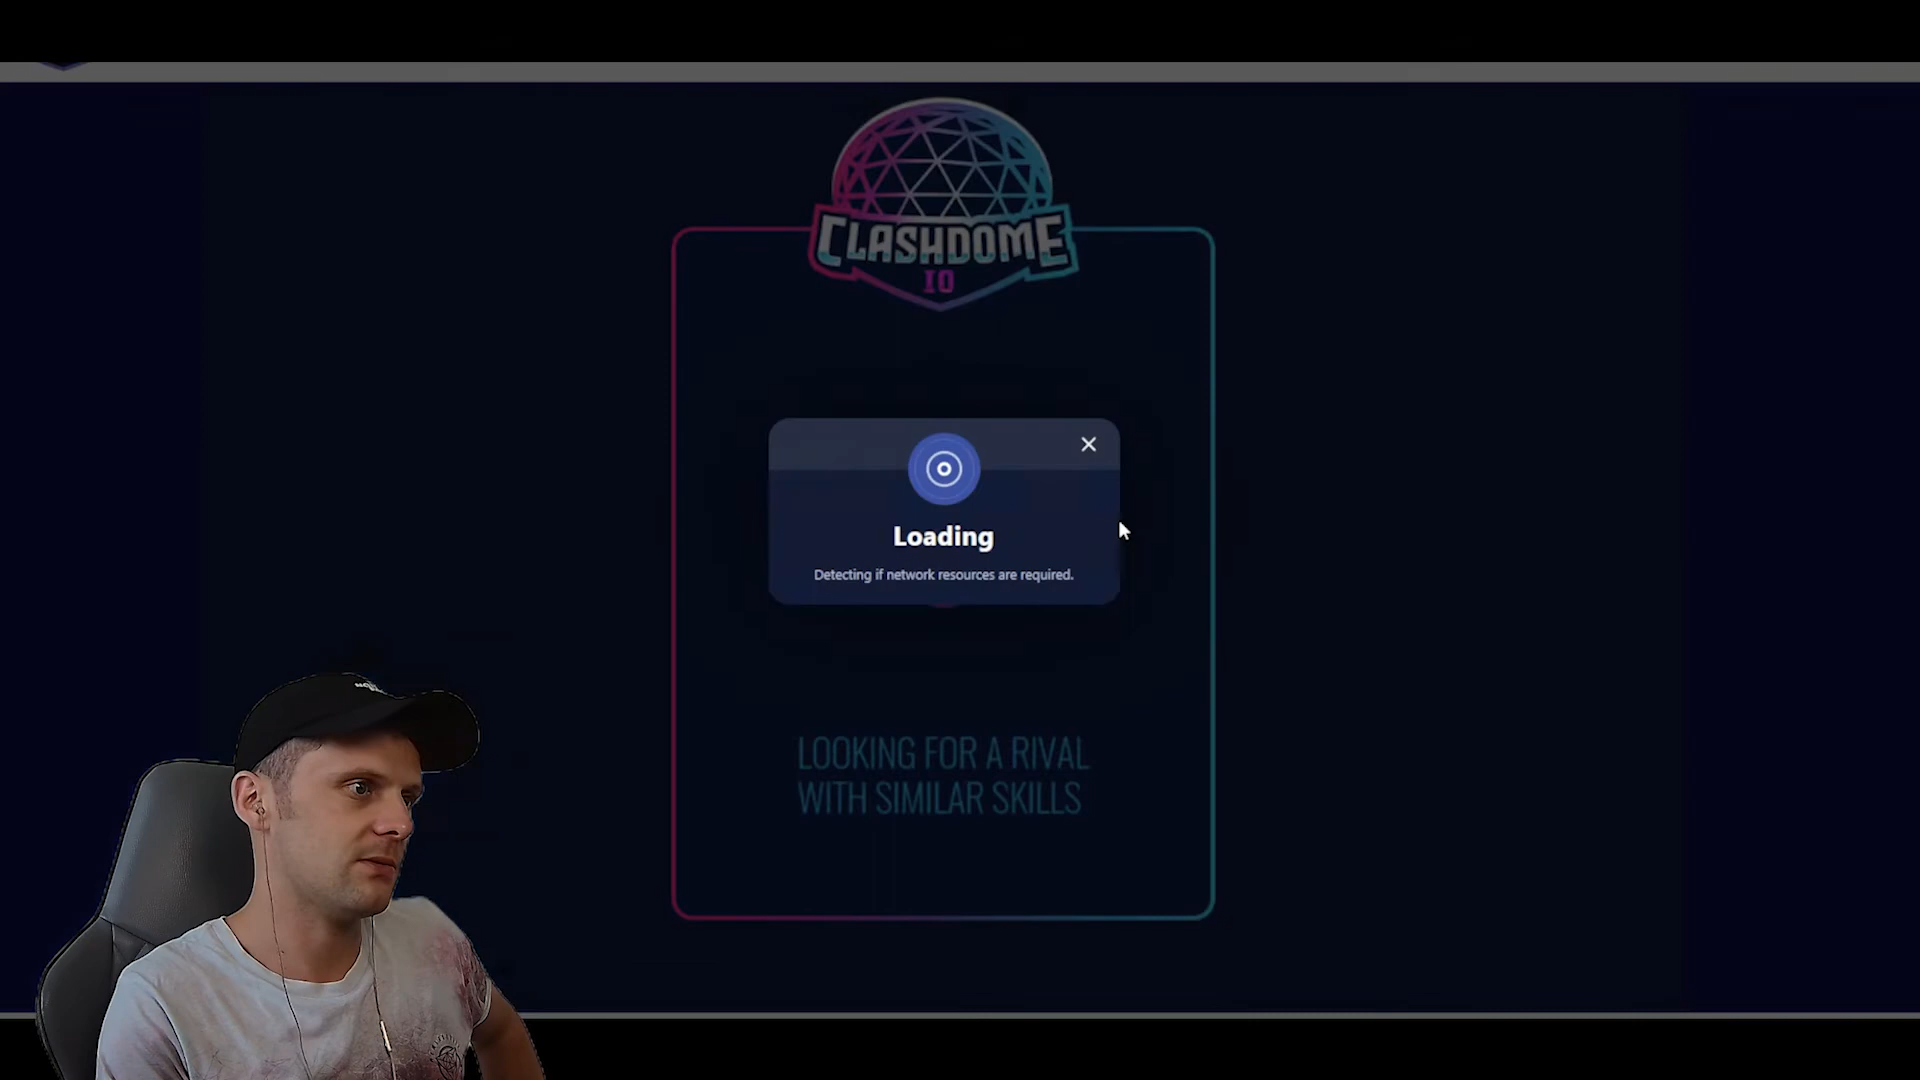 CLASHDOME
IO
Loading
Detecting if network resources are required.
LOOKING FOR A RIVAL
WITH SIMILAR SKILLS